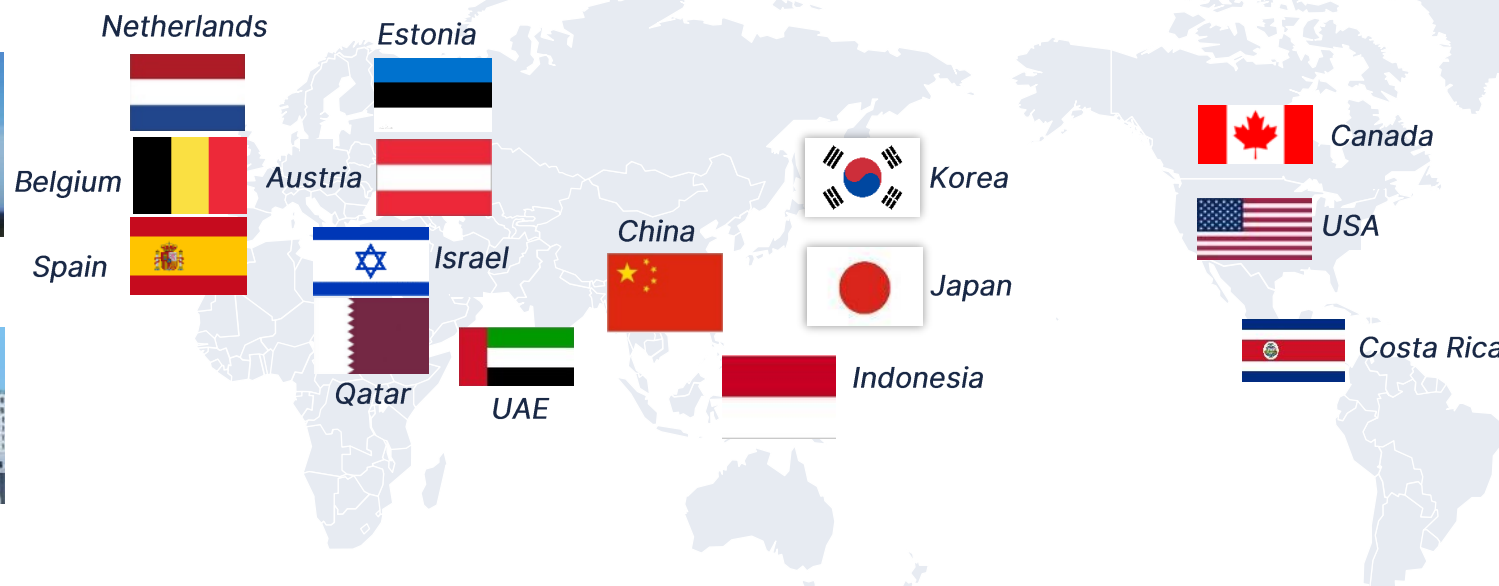 Netherlands
Estonia
Belgium
Austria
Korea
Canada
Spain
Israel
China
USA
Japan
Qatar
UAE
Indonesia
Costa Rica